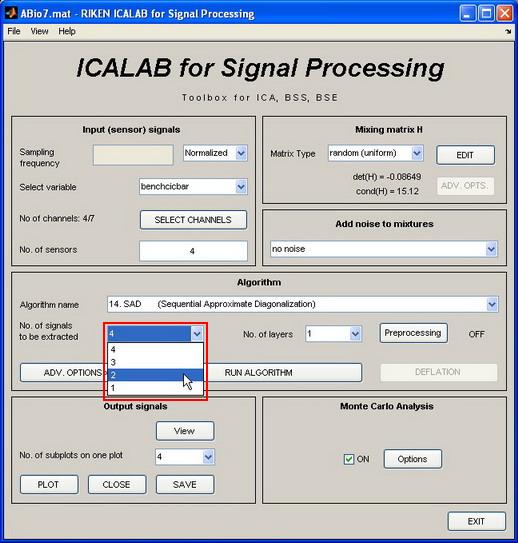 ABio7.mat - RIKEN ICALAB for Signal Processing
File View Help
ICALAB for Signal Processing
Toolbox for ICA, BSS, BSE
Input (sensor) signals
Sampling frequency
Normalized
Select variable
benchcicbar
No of channels: 4/7
SELECT CHANNELS
No. of sensors
4
Mixing matrix H
Matrix Type
random (uniform)
EDIT
det(H) = -0.08649
cond(H) = 15.12
ADV. OPTS.
Add noise to mixtures
no noise
Algorithm
Algorithm name
14. SAD (Sequential Approximate Diagonalization)
No. of signals
to be extracted
4
4
3
2
1
No. of layers
1
Preprocessing
OFF
ADV. OPTIONS
RUN ALGORITHM
DEFLATION
Output signals
View
No. of subplots on one plot
4
PLOT
CLOSE
SAVE
Monte Carlo Analysis
ON
Options
EXIT